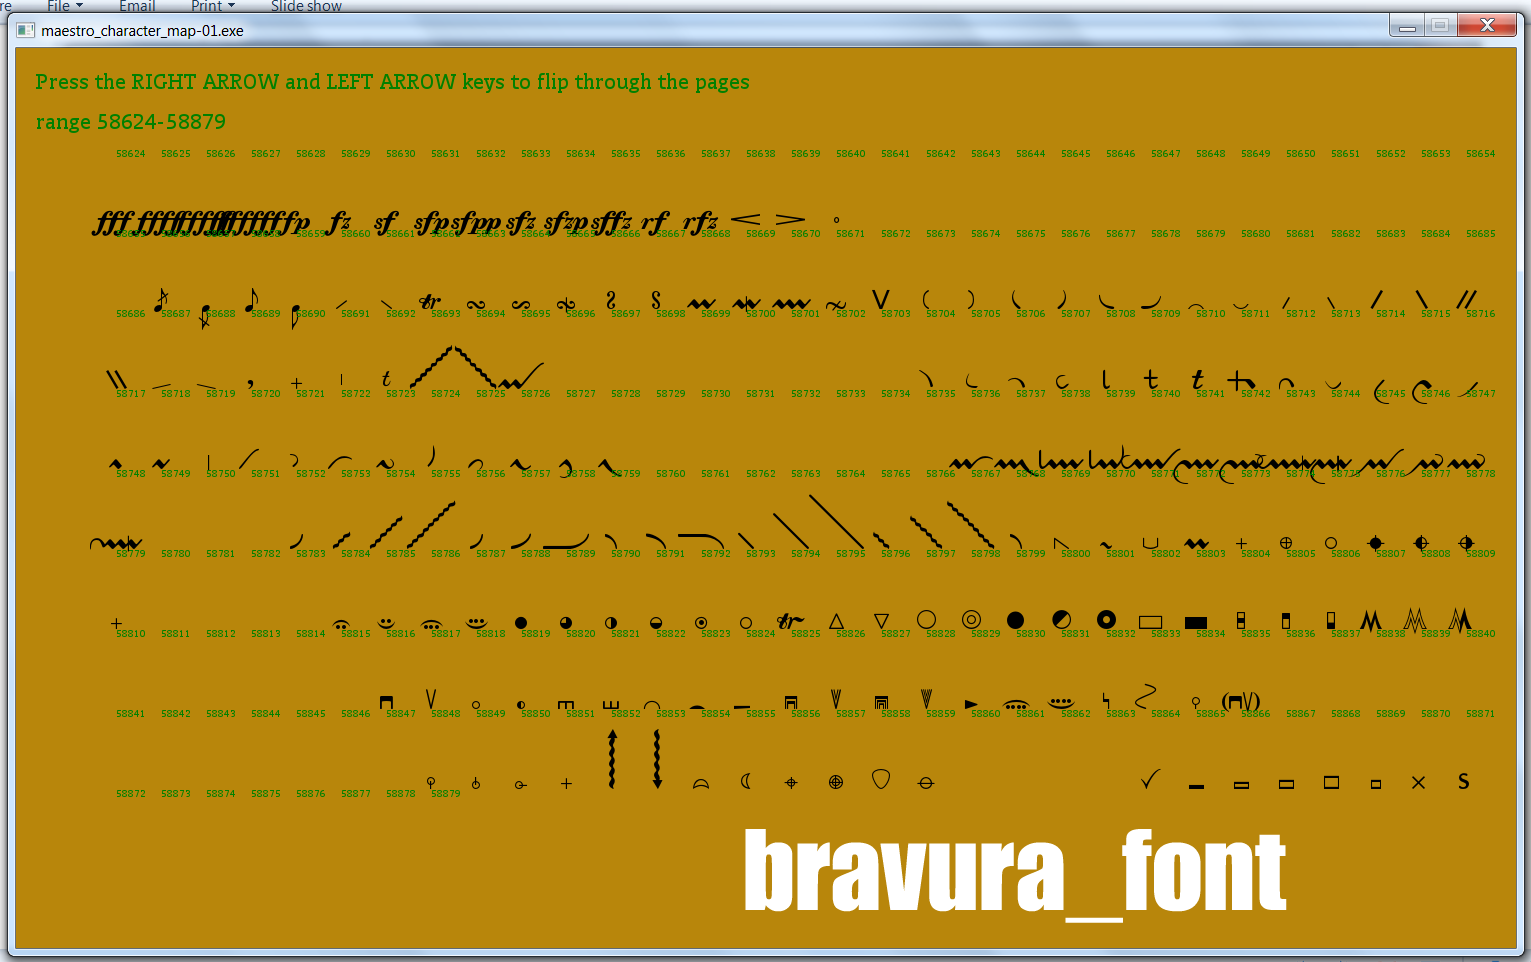 re File Email Print Slide show
maestro_character_map-01.exe
Press the RIGHT ARROW and LEFT ARROW keys to flip through the pages
range 58624-58879
58624 58625 58626 58627 58628 58629 58630 58631 58632 58633 58634 58635 58636 58637 58638 58639 58640 58641 58642 58643 58644 58645 58646 58647 58648 58649 58650 58651 58652 58653 58654
fp fz sf sfp sfpp sfz sfzp sffz rf rfz
58655 58656 58657 58658 58659 58660 58661 58662 58663 58664 58665 58666 58667 58668 58669 58670 58671 58672 58673 58674 58675 58676 58677 58678 58679 58680 58681 58682 58683 58684 58685
tr
58686 58687 58688 58689 58690 58691 58692 58693 58694 58695 58696 58697 58698 58699 58700 58701 58702 58703 58704 58705 58706 58707 58708 58709 58710 58711 58712 58713 58714 58715 58716
t t t
58717 58718 58719 58720 58721 58722 58723 58724 58725 58726 58727 58728 58729 58730 58731 58732 58733 58734 58735 58736 58737 58738 58739 58740 58741 58742 58743 58744 58745 58746 58747
58748 58749 58750 58751 58752 58753 58754 58755 58756 58757 58758 58759 58760 58761 58762 58763 58764 58765 58766 58767 58768 58769 58770 58771 58772 58773 58774 58775 58776 58777 58778
58779 58780 58781 58782 58783 58784 58785 58786 58787 58788 58789 58790 58791 58792 58793 58794 58795 58796 58797 58798 58799 58800 58801 58802 58803 58804 58805 58806 58807 58808 58809
tr
58810 58811 58812 58813 58814 58815 58816 58817 58818 58819 58820 58821 58822 58823 58824 58825 58826 58827 58828 58829 58830 58831 58832 58833 58834 58835 58836 58837 58838 58839 58840
58841 58842 58843 58844 58845 58846 58847 58848 58849 58850 58851 58852 58853 58854 58855 58856 58857 58858 58859 58860 58861 58862 58863 58864 58865 58866 58867 58868 58869 58870 58871
S
58872 58873 58874 58875 58876 58877 58878 58879
bravura_font